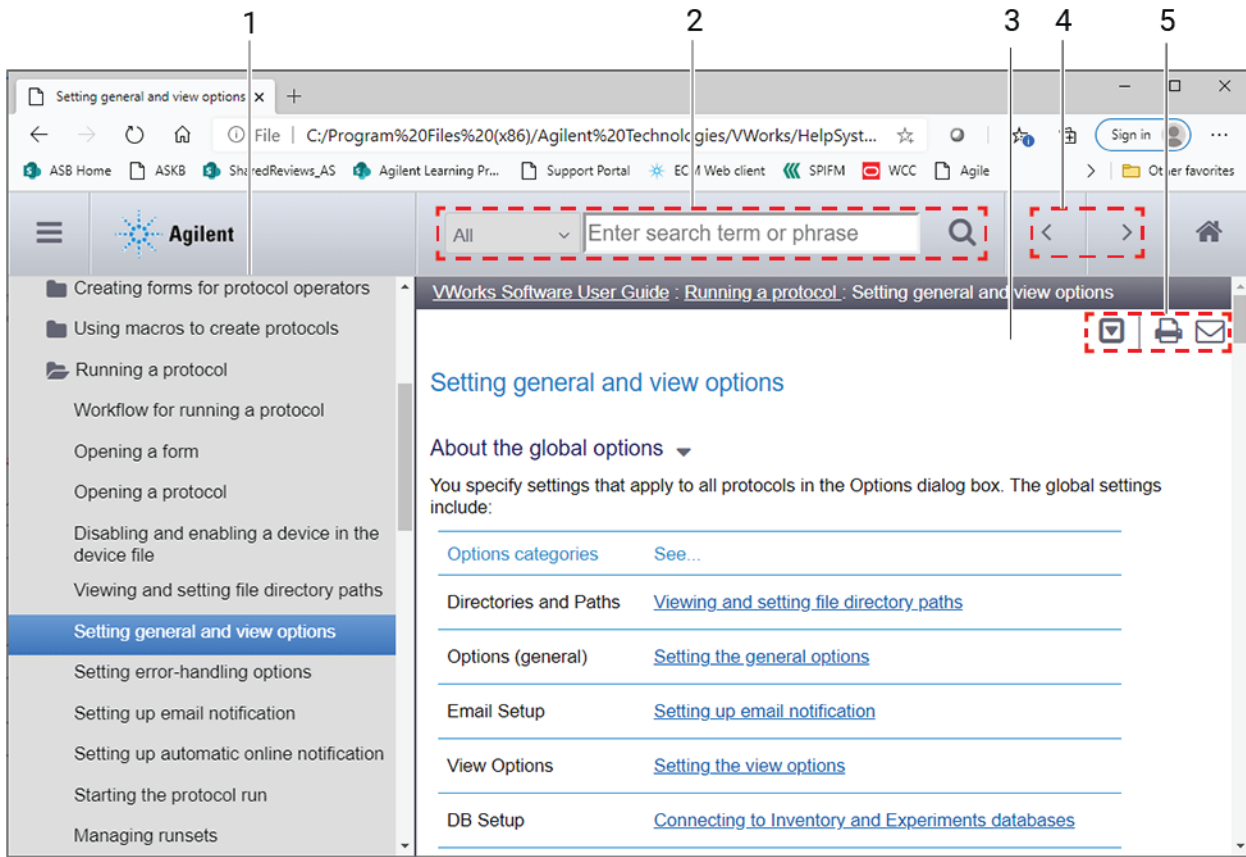 1 2 3 4 5
Setting general and view options
File | C:/Program%20Files%20(x86)/Agilent%20Technologies/VWorks/HelpSyst... Sign in
ASB Home ASKB SharedReviews_AS Agilent Learning Pr... Support Portal Web client SPIFM WCC Agile Other favorites
Agilent All Enter search term or phrase
Creating forms for protocol operators
Using macros to create protocols
Running a protocol
Workflow for running a protocol
Opening a form
Opening a protocol
Disabling and enabling a device in the
device file
Viewing and setting file directory paths
Setting general and view options
Setting error-handling options
Setting up email notification
Setting up automatic online notification
Starting the protocol run
Managing runsets
VWorks Software User Guide : Running a protocol : Setting general and view options
Setting general and view options
About the global options
You specify settings that apply to all protocols in the Options dialog box. The global settings
include:
Options categories See...
Directories and Paths Viewing and setting file directory paths
Options (general) Setting the general options
Email Setup Setting up email notification
View Options Setting the view options
DB Setup Connecting to Inventory and Experiments databases